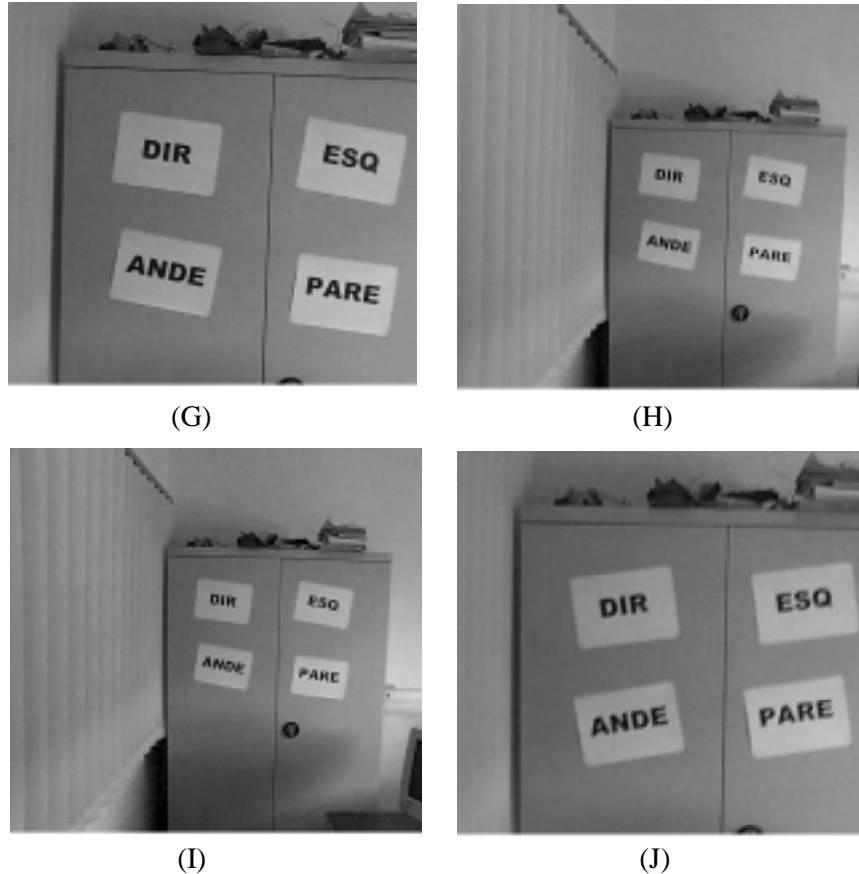 DIR ESQ
ANDE PARE
(G)
DIR ESQ
ANDE PARE
(H)
DIR ESQ
ANDE PARE
(I)
DIR ESQ
ANDE PARE
(J)